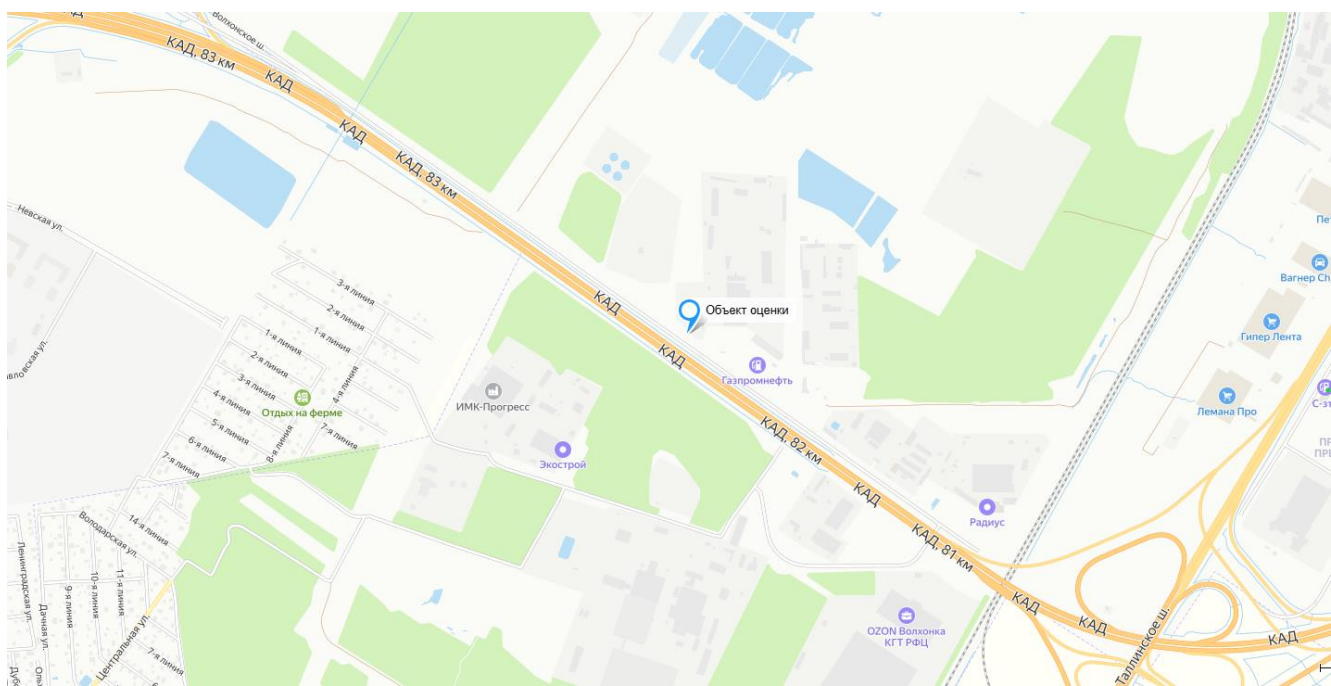 КАД
КАД, 83 км
Волхонское ш.
КАД
КАД
КАД, 83 км
Невская ул.
3-я линия
2-я линия
1-я линия
1-я линия
2-я линия
3-я линия
4-я линия
4-я линия
5-я линия
6-я линия
7-я линия
7-я линия
8-я линия
Отдых на ферме
ИМК-Прогресс
Экострой
КАД
Объект оценки
КАД
Газпромнефть
КАД, 82 км
КАД
КАД, 81 км
Радиус
OZON Волхонка
КГТ РФЦ
Вагнер
Гипер Лента
Лемана Про
КАД
КАД
КАД
Таллинское ш.
14-я линия
Володарская ул.
11-я линия
10-я линия
9-я линия
Дачная ул.
Ленинградская ул.
Центральная ул.
7-я линия